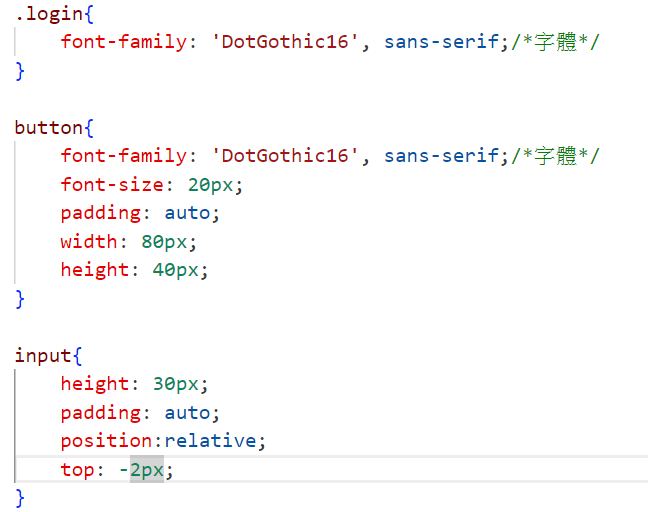 .login{
font-family: 'DotGothic16', sans-serif;/*字體*/
}
button{
font-family: 'DotGothic16', sans-serif;/*字體*/
font-size: 20px;
padding: auto;
width: 80px;
height: 40px;
}
input{
height: 30px;
padding: auto;
position:relative;
top: -2px;
}